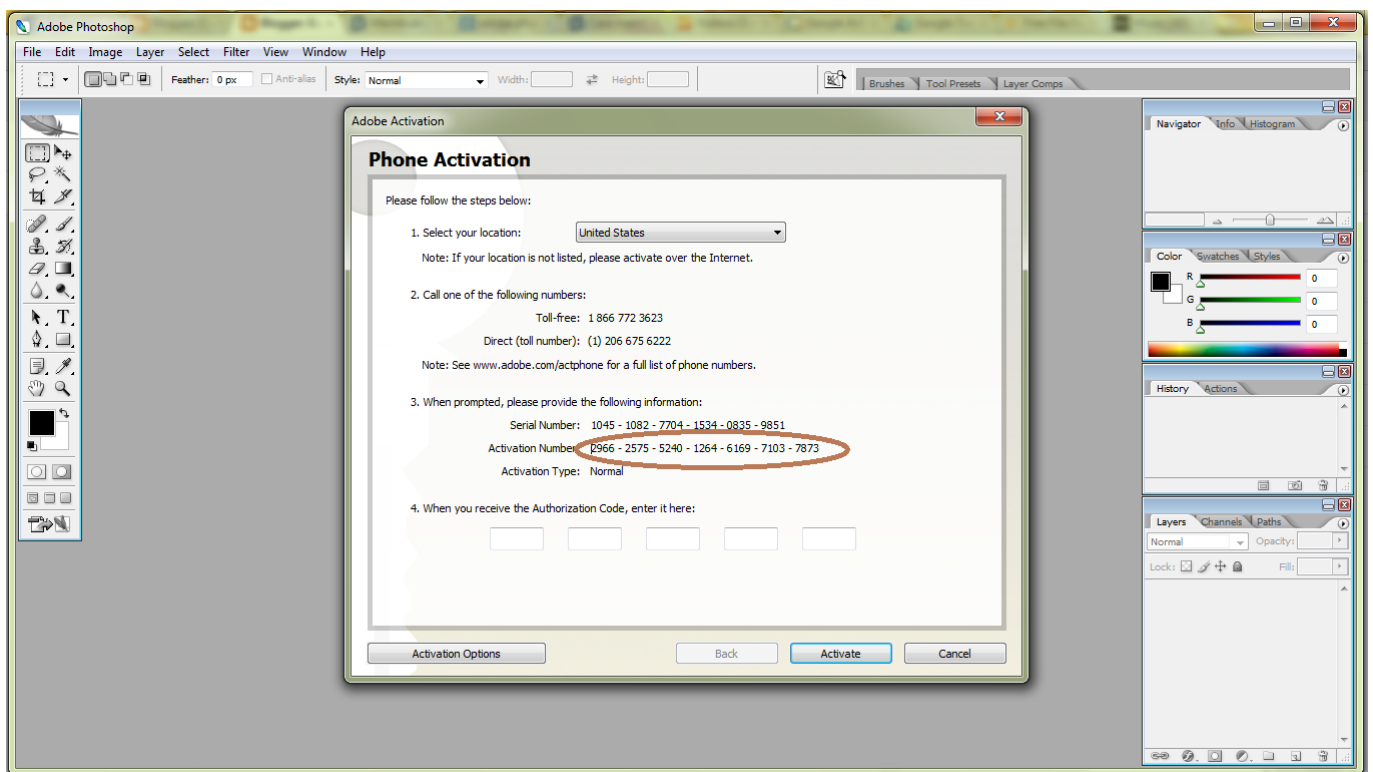 Adobe Photoshop
File Edit Image Layer Select Filter View Window Help
Feather: 0 px Anti-alias Style: Normal Width: Height: Brushes Tool Presets Layer Comps
Adobe Activation
Phone Activation
Please follow the steps below:
1. Select your location: United States
Note: If your location is not listed, please activate over the Internet.
2. Call one of the following numbers:
Toll-free: 1 866 772 3623
Direct (toll number): (1) 206 675 6222
Note: See www.adobe.com/actphone for a full list of phone numbers.
3. When prompted, please provide the following information:
Serial Number: 1045 - 1082 - 7704 - 1534 - 0835 - 9851
Activation Number 2966 - 2575 - 5240 - 1264 - 6169 - 7103 - 7873
Activation Type: Normal
4. When you receive the Authorization Code, enter it here:
Activation Options Back Activate Cancel
Navigator Info Histogram
Color Swatches Styles
R 0
G 0
B 0
History Actions
Layers Channels Paths
Normal Opacity:
Lock: Fill: